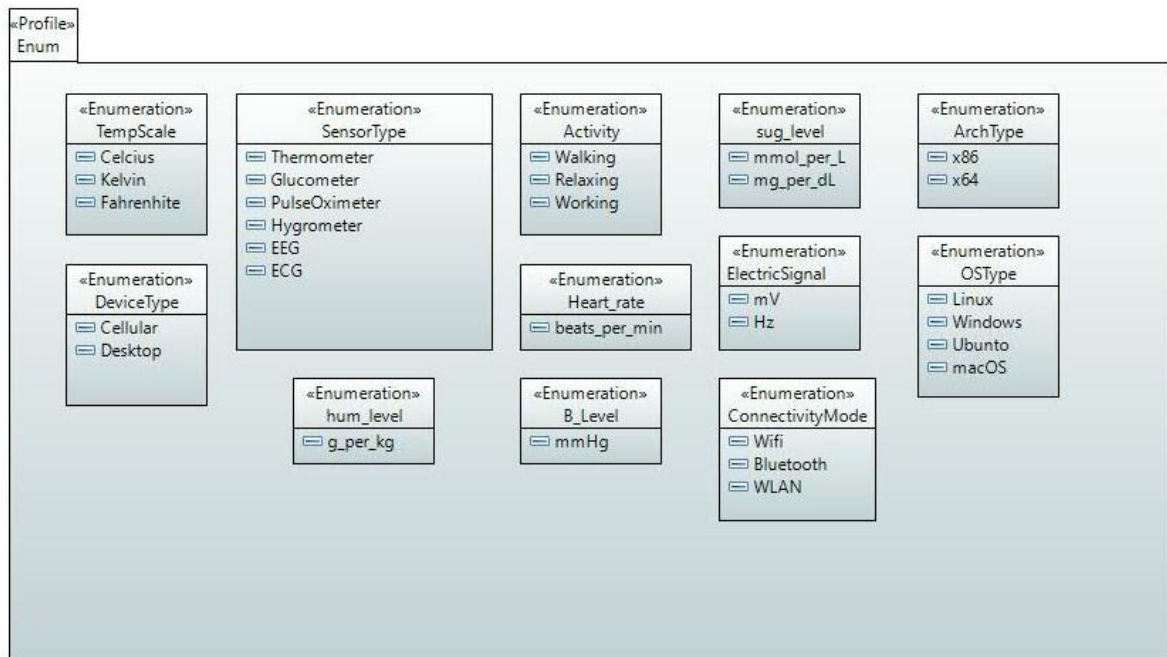 «Profile»
Enum
«Enumeration»
TempScale
Celcius
Kelvin
Fahrenhite
«Enumeration»
SensorType
Thermometer
Glucometer
PulseOximeter
Hygrometer
EEG
ECG
«Enumeration»
Activity
Walking
Relaxing
Working
«Enumeration»
sug_level
mmol_per_L
mg_per_dL
«Enumeration»
ArchType
x86
x64
«Enumeration»
DeviceType
Cellular
Desktop
«Enumeration»
Heart_rate
beats_per_min
«Enumeration»
ElectricSignal
mV
Hz
«Enumeration»
OSType
Linux
Windows
Ubunto
macOS
«Enumeration»
hum_level
g_per_kg
«Enumeration»
B_Level
mmHg
«Enumeration»
ConnectivityMode
Wifi
Bluetooth
WLAN